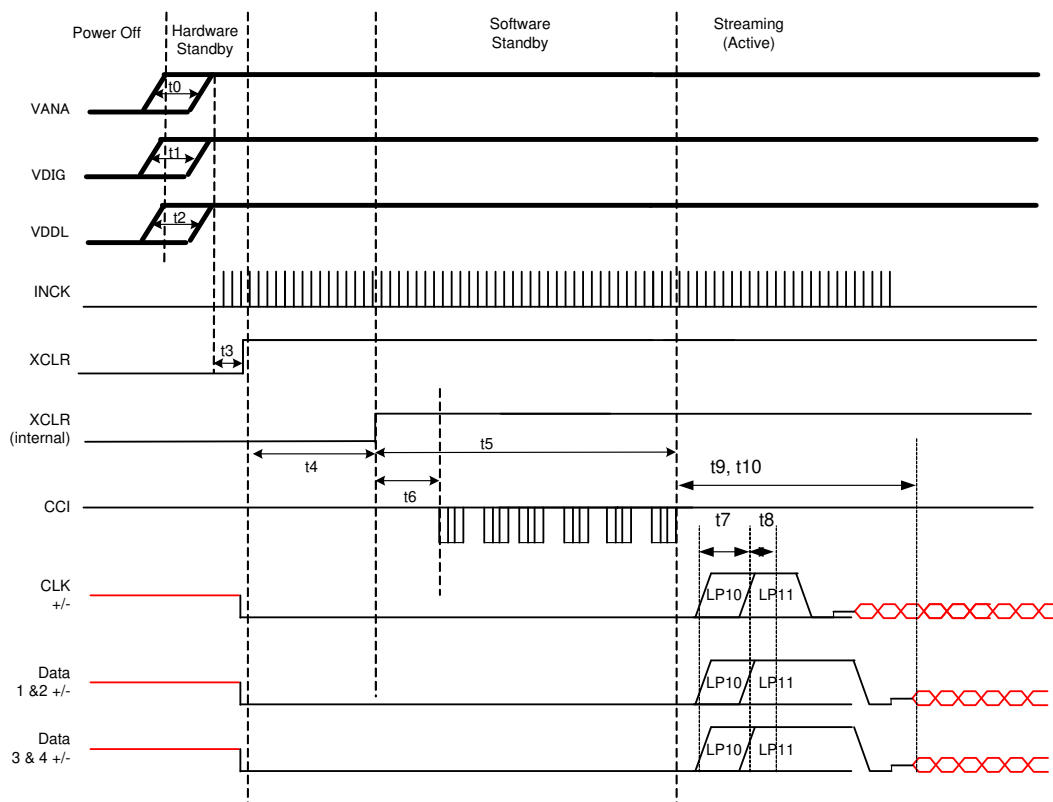 Power Off
Hardware
Standby
Software
Standby
Streaming
(Active)
t0
VANA
t1
VDIG
t2
VDDL
INCK
t3
XCLR
XCLR
(internal)
t4
t5
t6
t9, t10
CCI
t7
t8
CLK
+/-
LP10
LP11
Data
1 &2 +/-
LP10
LP11
Data
3 & 4 +/-
LP10
LP11